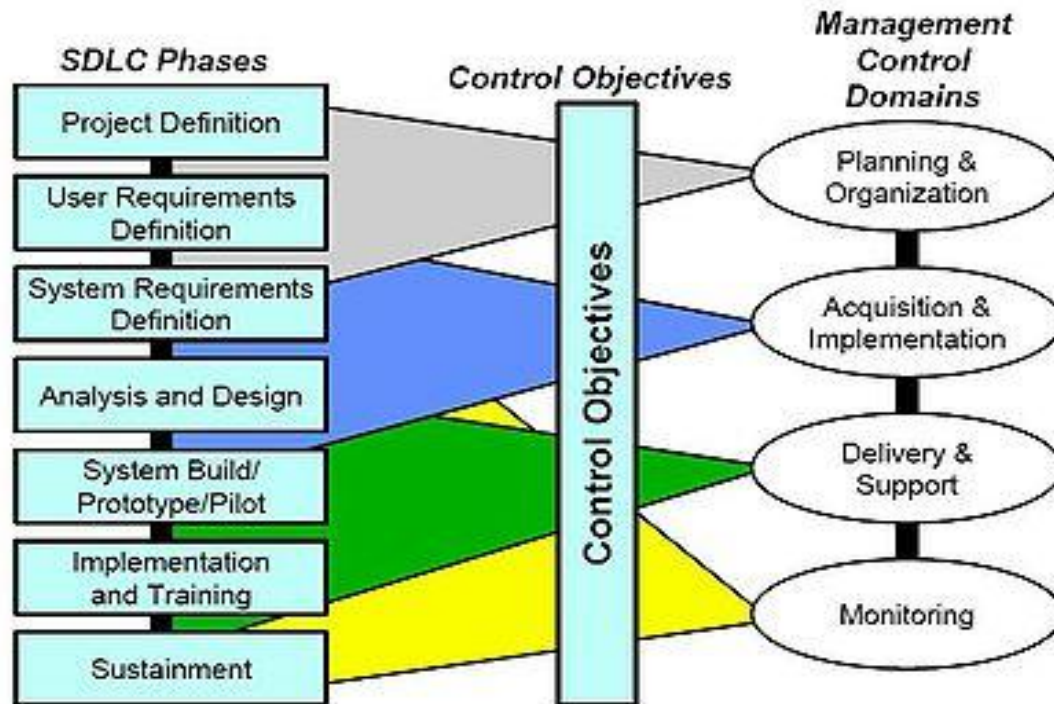 SDLC Phases
Control Objectives
Management
Control
Domains
Project Definition
User Requirements
Definition
System Requirements
Definition
Analysis and Design
System Build/
Prototype/Pilot
Implementation
and Training
Sustainment
Control Objectives
Planning &
Organization
Acquisition &
Implementation
Delivery &
Support
Monitoring